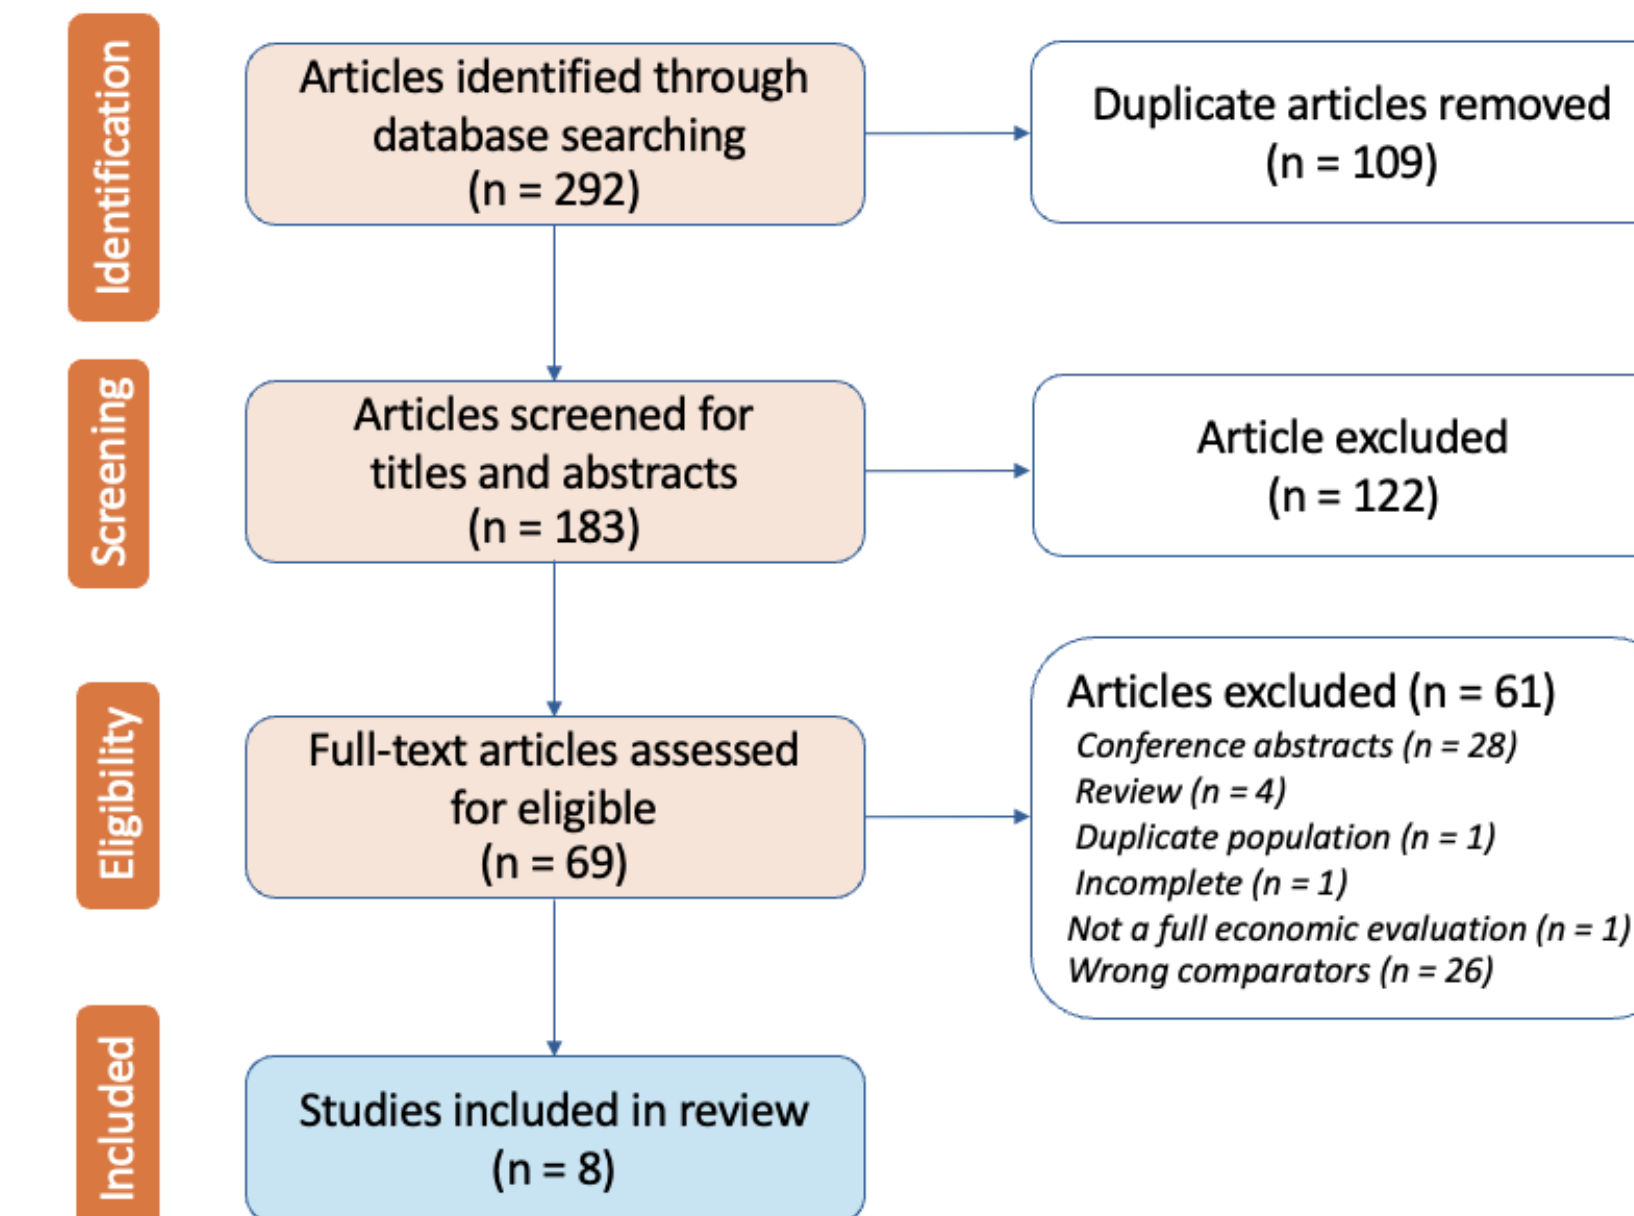 Identification
Articles identified through
database searching
(n = 292)
Duplicate articles removed
(n = 109)
Screening
Articles screened for
titles and abstracts
(n = 183)
Article excluded
(n = 122)
Eligibility
Full-text articles assessed
for eligible
(n = 69)
Articles excluded (n = 61)
Conference abstracts (n = 28)
Review (n = 4)
Duplicate population (n = 1)
Incomplete (n = 1)
Not a full economic evaluation (n = 1)
Wrong comparators (n = 26)
Included
Studies included in review
(n = 8)